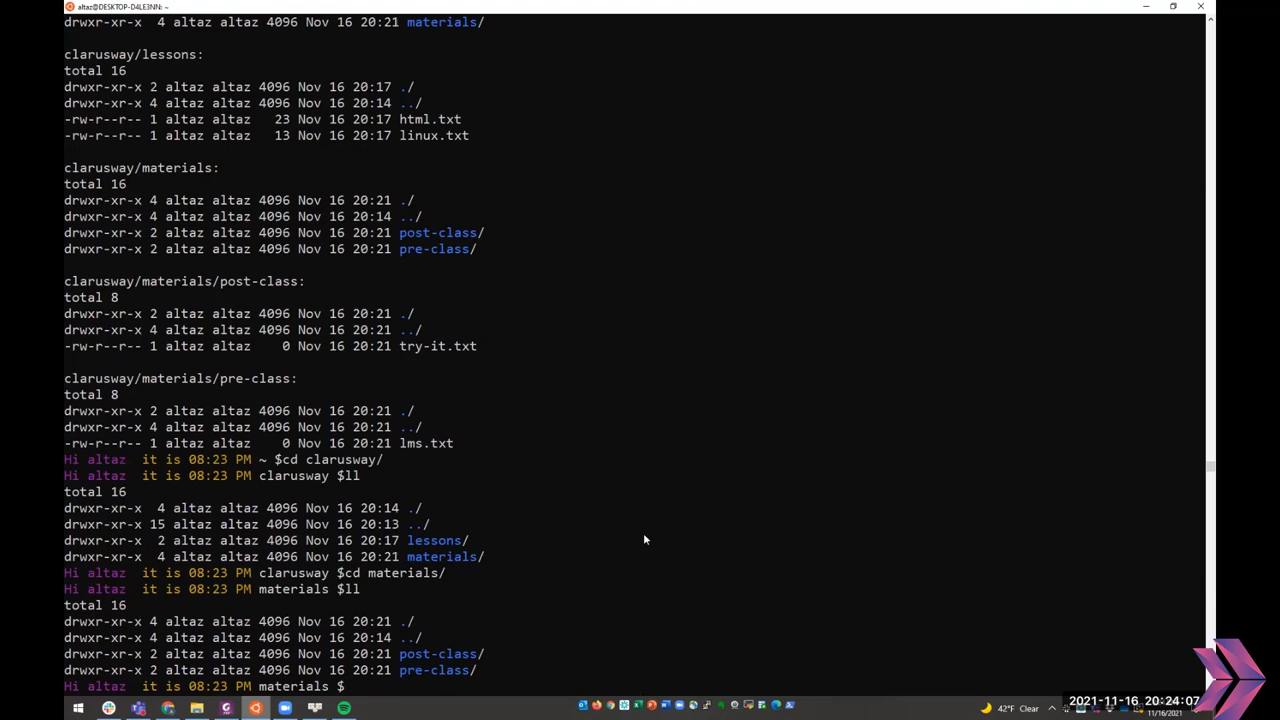 altaz@DESKTOP-D4LE3NN: ~
drwxr-xr-x  4 altaz altaz 4096 Nov 16 20:21 materials/
clarusway/lessons:
total 16
drwxr-xr-x 2 altaz altaz 4096 Nov 16 20:17 ./
drwxr-xr-x 4 altaz altaz 4096 Nov 16 20:14 ../
-rw-r--r-- 1 altaz altaz   23 Nov 16 20:17 html.txt
-rw-r--r-- 1 altaz altaz   13 Nov 16 20:17 linux.txt
clarusway/materials:
total 16
drwxr-xr-x 4 altaz altaz 4096 Nov 16 20:21 ./
drwxr-xr-x 4 altaz altaz 4096 Nov 16 20:14 ../
drwxr-xr-x 2 altaz altaz 4096 Nov 16 20:21 post-class/
drwxr-xr-x 2 altaz altaz 4096 Nov 16 20:21 pre-class/
clarusway/materials/post-class:
total 8
drwxr-xr-x 2 altaz altaz 4096 Nov 16 20:21 ./
drwxr-xr-x 4 altaz altaz 4096 Nov 16 20:21 ../
-rw-r--r-- 1 altaz altaz    0 Nov 16 20:21 try-it.txt
clarusway/materials/pre-class:
total 8
drwxr-xr-x 2 altaz altaz 4096 Nov 16 20:21 ./
drwxr-xr-x 4 altaz altaz 4096 Nov 16 20:21 ../
-rw-r--r-- 1 altaz altaz    0 Nov 16 20:21 lms.txt
Hi altaz  it is 08:23 PM ~ $cd clarusway/
Hi altaz  it is 08:23 PM clarusway $ll
total 16
drwxr-xr-x  4 altaz altaz 4096 Nov 16 20:14 ./
drwxr-xr-x 15 altaz altaz 4096 Nov 16 20:13 ../
drwxr-xr-x  2 altaz altaz 4096 Nov 16 20:17 lessons/
drwxr-xr-x  4 altaz altaz 4096 Nov 16 20:21 materials/
Hi altaz  it is 08:23 PM clarusway $cd materials/
Hi altaz  it is 08:23 PM materials $ll
total 16
drwxr-xr-x 4 altaz altaz 4096 Nov 16 20:21 ./
drwxr-xr-x 4 altaz altaz 4096 Nov 16 20:14 ../
drwxr-xr-x 2 altaz altaz 4096 Nov 16 20:21 post-class/
drwxr-xr-x 2 altaz altaz 4096 Nov 16 20:21 pre-class/
Hi altaz  it is 08:23 PM materials $
42°F Clear
2021-11-16 20:24:07
11/16/2021